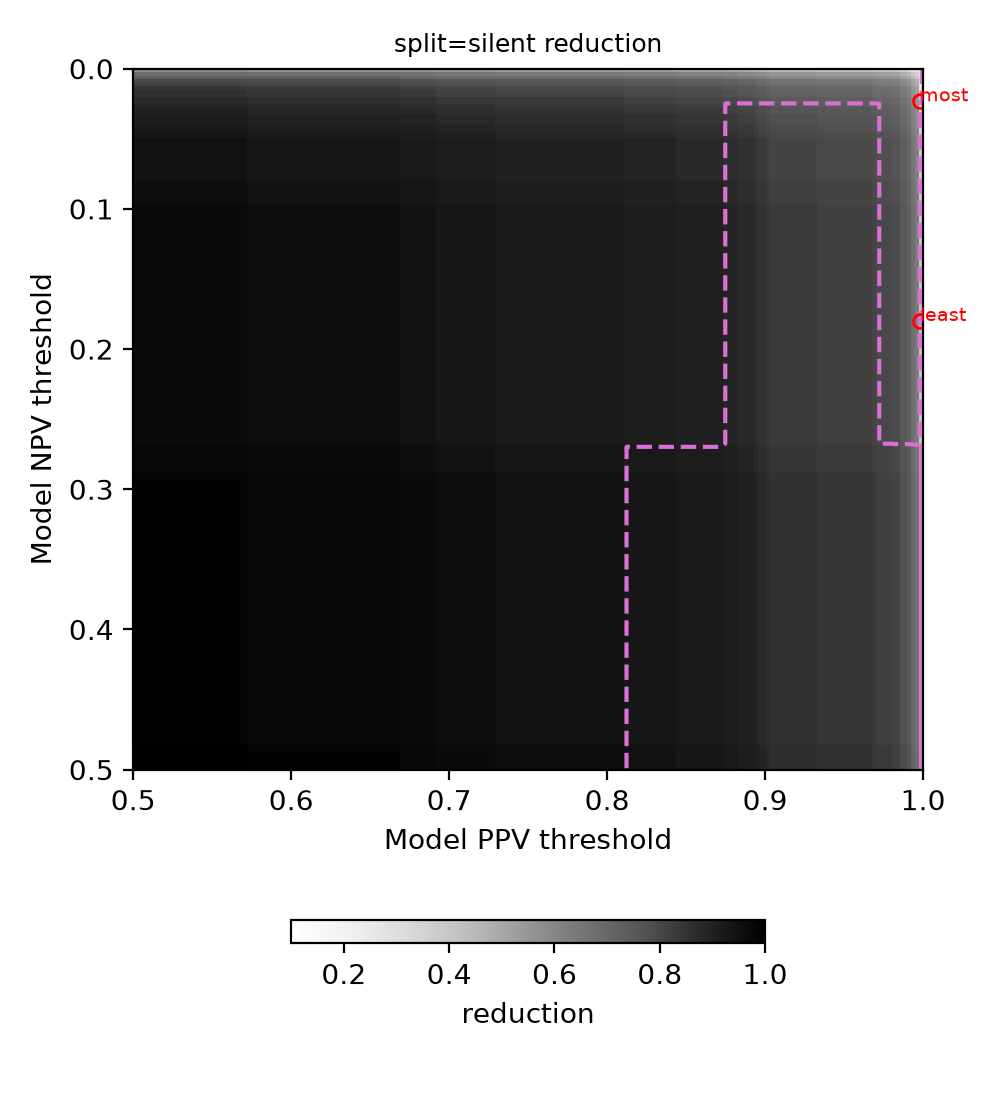 split=silent reduction
0.0
most
0.1
least
0.2
Model NPV threshold
0.3
0.4
0.5
0.5 0.6 0.7 0.8 0.9 1.0
Model PPV threshold
0.2 0.4 0.6 0.8 1.0
reduction